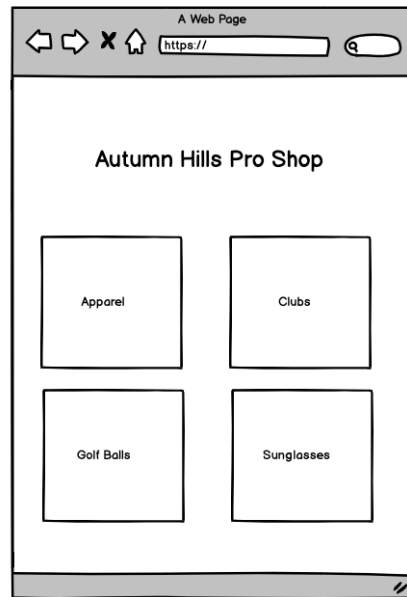 A Web Page
https://
Autumn Hills Pro Shop
Apparel
Clubs
Golf Balls
Sunglasses